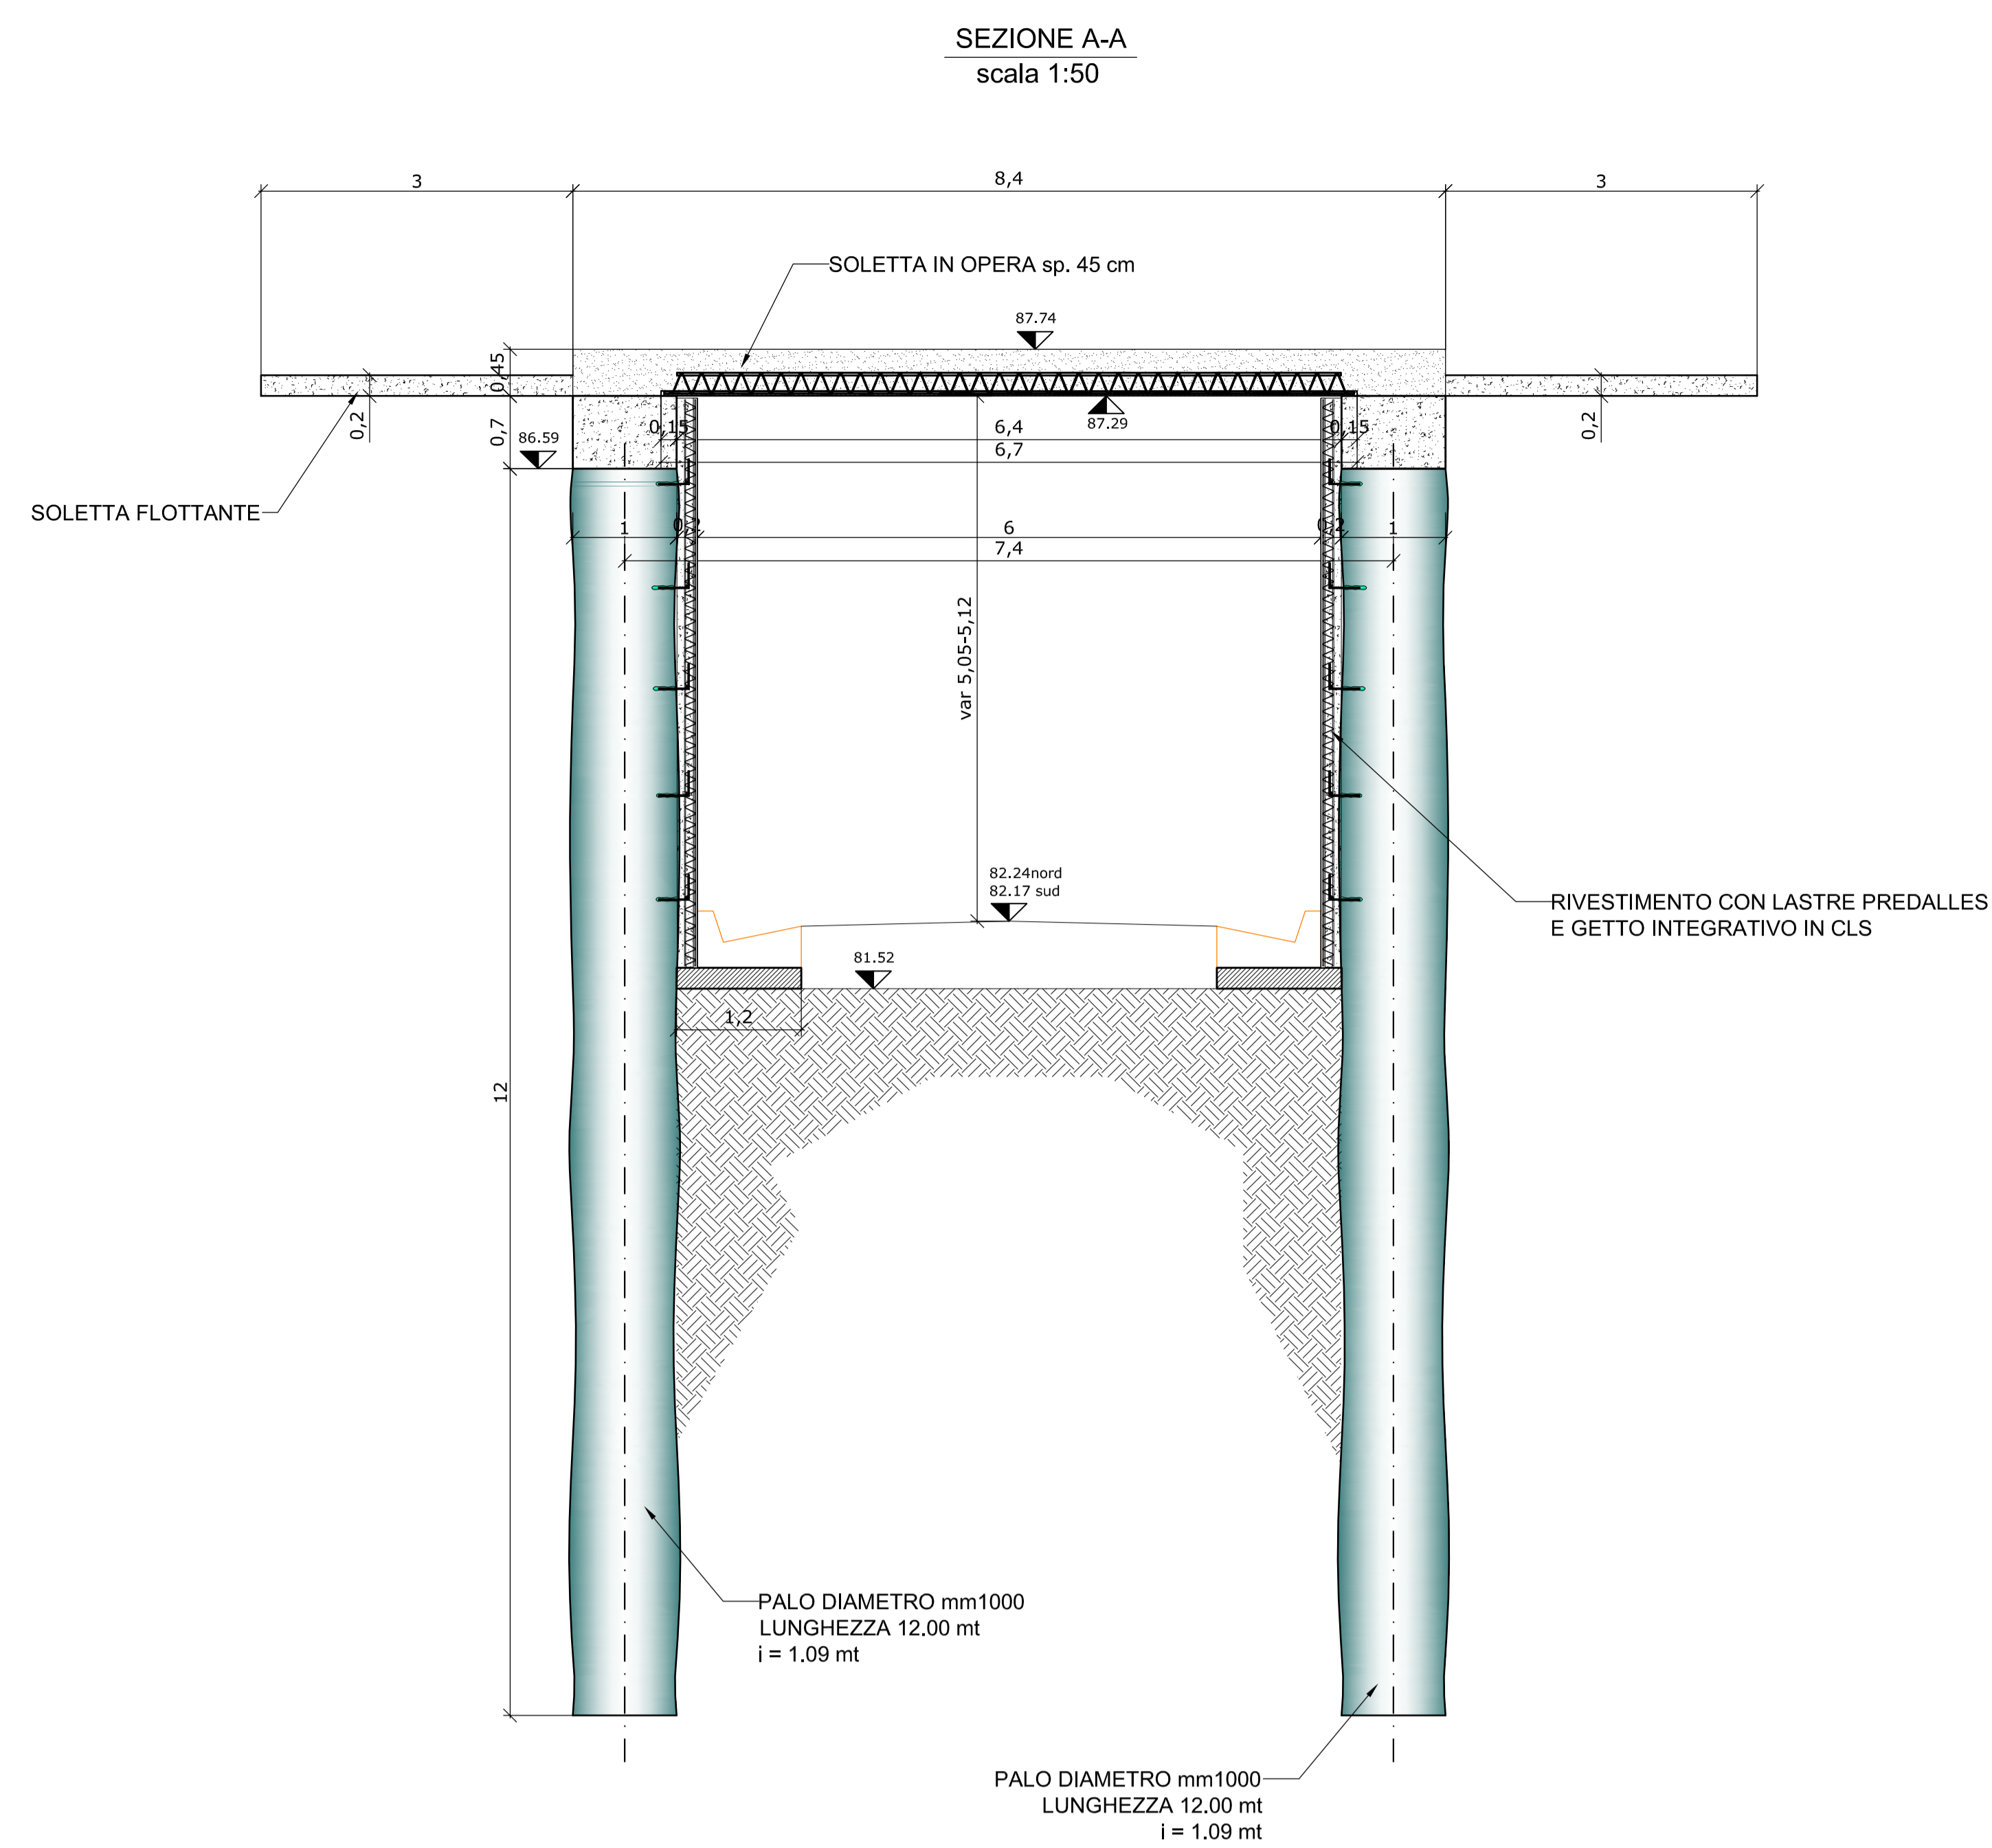 SEZIONE A-A
scala 1:50
3
8,4
3
SOLETTA IN OPERA sp. 45 cm
87.74
0,45
0,2
0,2
0,7
86.59
0,15
6,4
87.29
0,15
6,7
SOLETTA FLOTTANTE
1
6
0,2
1
7,4
var 5,05-5,12
82.24nord
82.17 sud
RIVESTIMENTO CON LASTRE PREDALLES
E GETTO INTEGRATIVO IN CLS
81.52
1,2
12
PALO DIAMETRO mm1000
LUNGHEZZA 12.00 mt
i = 1.09 mt
PALO DIAMETRO mm1000
LUNGHEZZA 12.00 mt
i = 1.09 mt